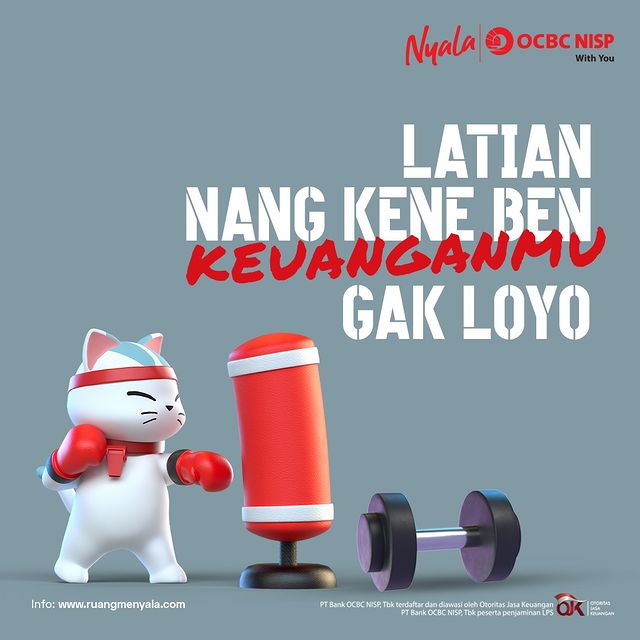 Nyala OCBC NISP
With You
LATIAN
NANG KENE BEN
KEUANGANMU
GAK LOYO
Info: www.ruangmenyala.com
PT Bank OCBC NISP, Tbk terdaftar dan diawasi oleh Otoritas Jasa Keuangan
PT Bank OCBC NISP, Tbk peserta penjaminan LPS
OJK OTORITAS
JASA
KEUANGAN